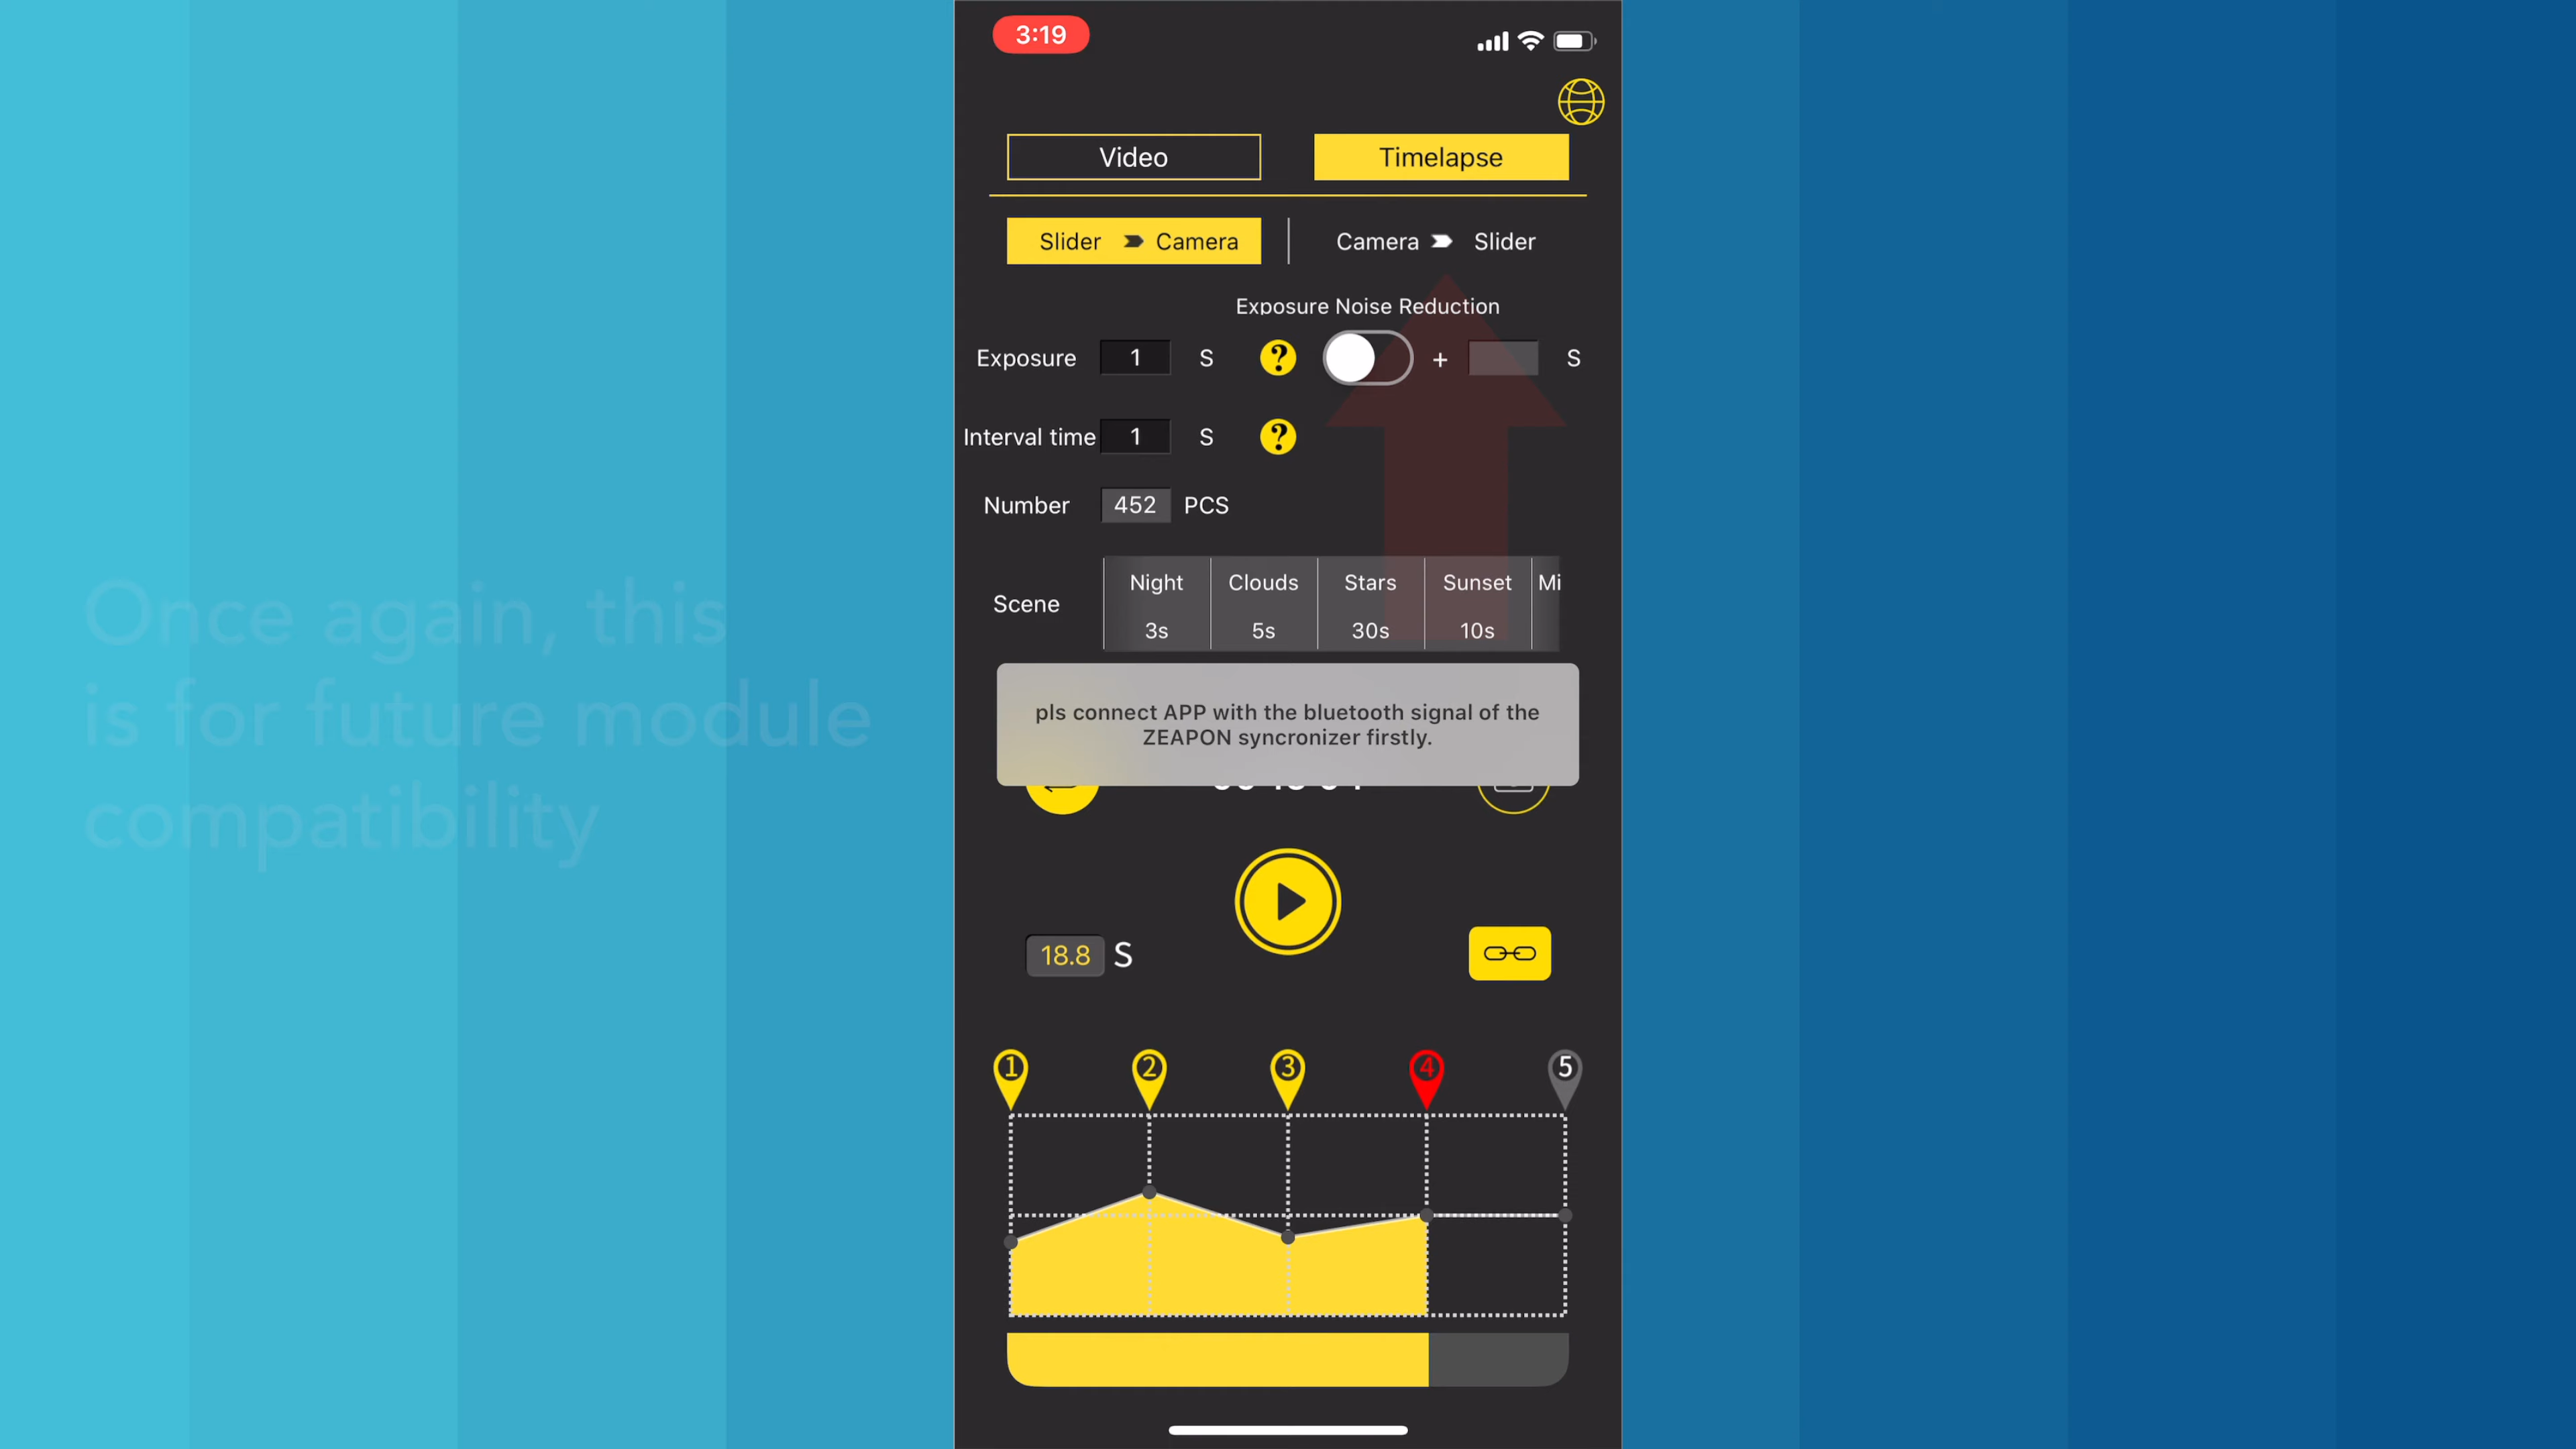 3:19
Video
Timelapse
Slider Camera
Camera Slider
Exposure Noise Reduction
Exposure 1 S ? + S
Interval time 1 S ?
Number 452 PCS
Night Clouds Stars Sunset Mi
Scene
3s 5s 30s 10s
pls connect APP with the bluetooth signal of the
ZEAPON syncronizer firstly.
18.8 S
1 2 3 4 5
Once again, this
is for future module
compatibility